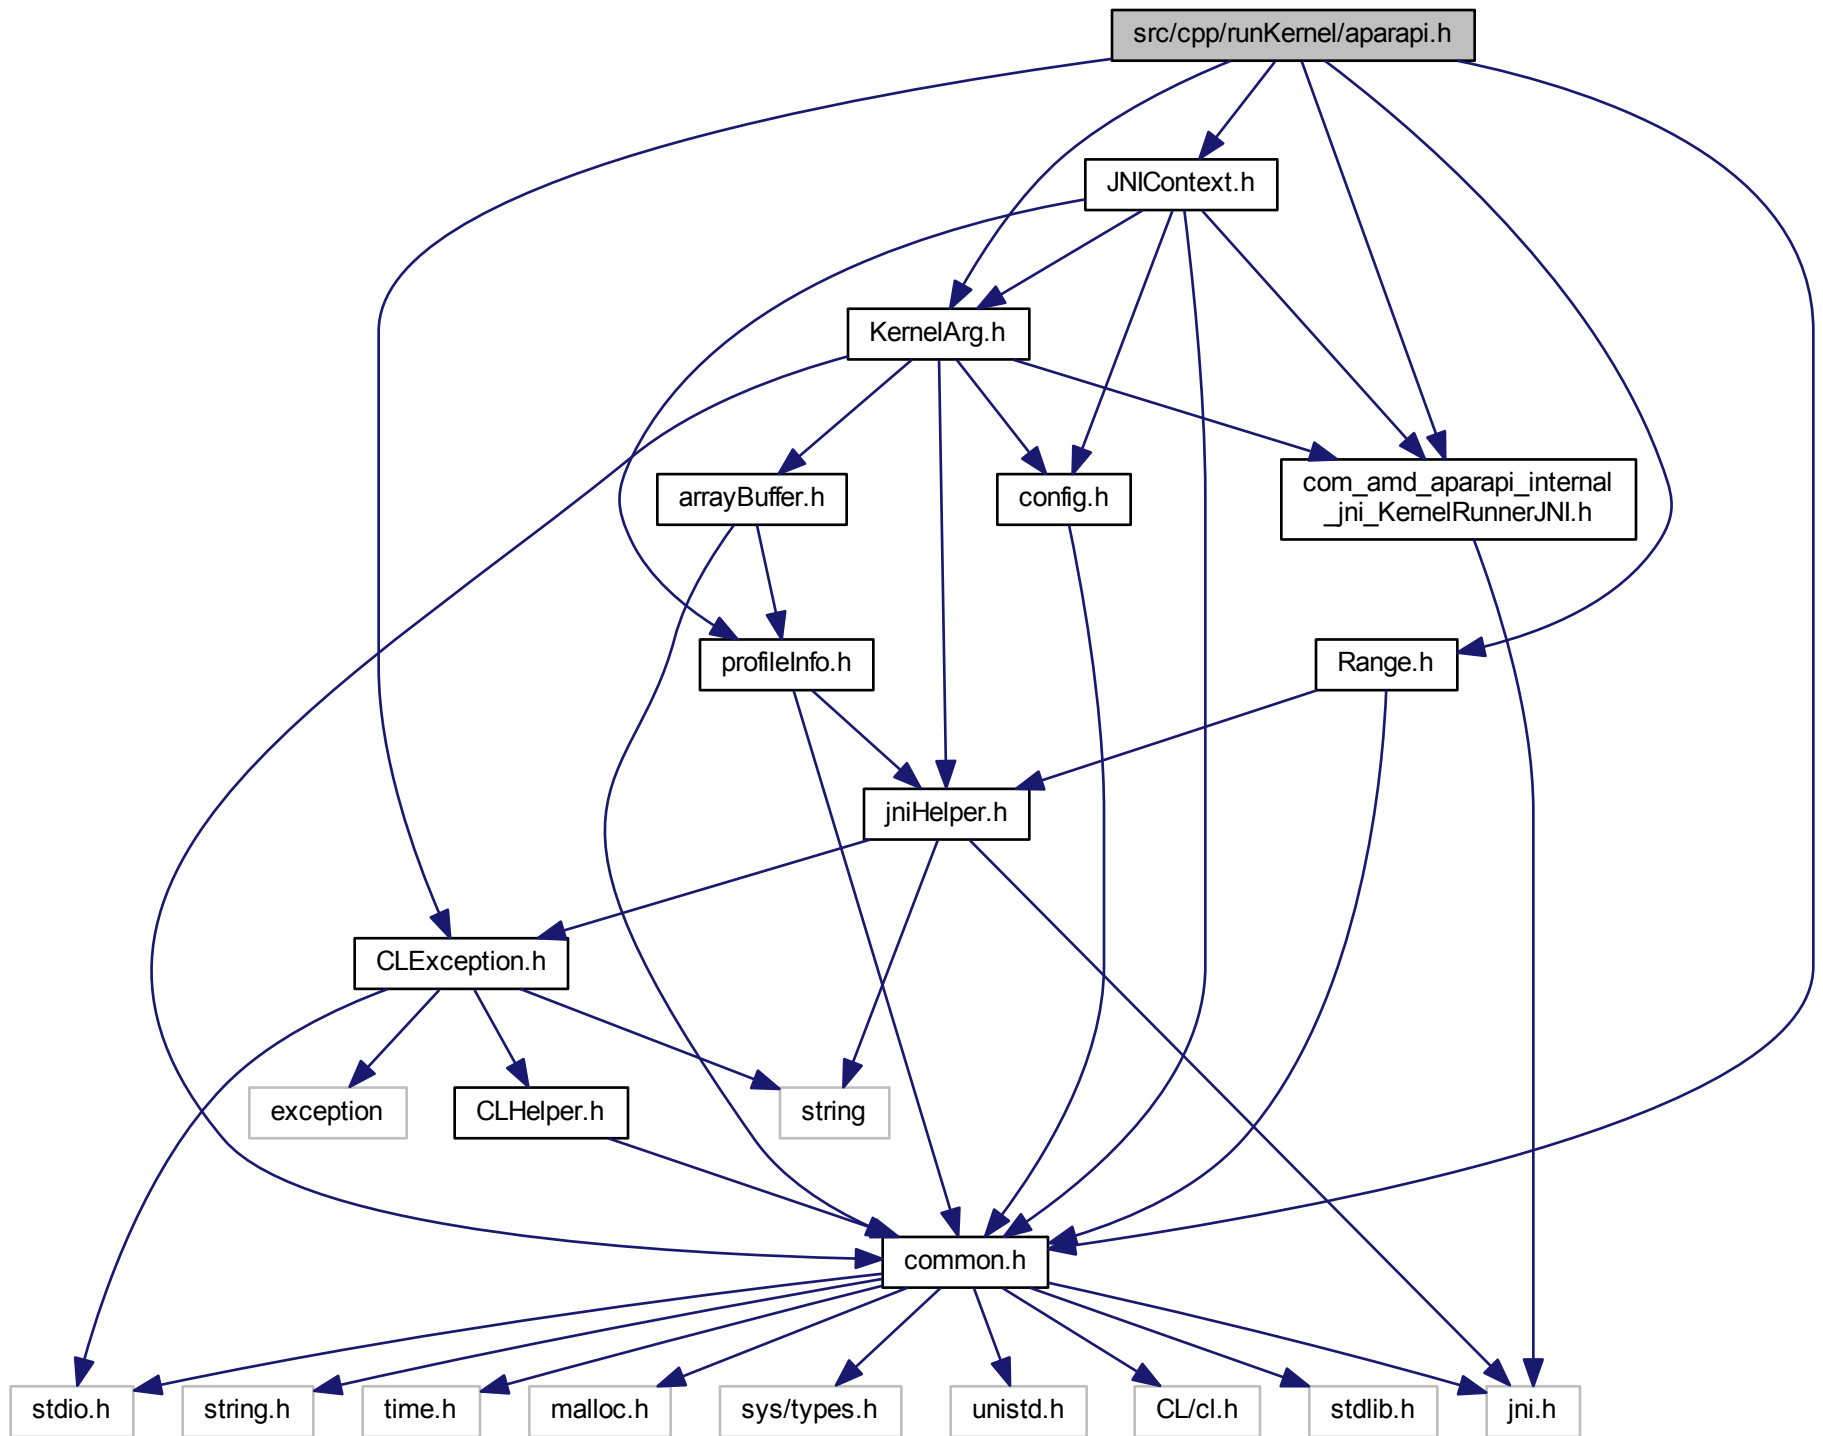 src/cpp/runKernel/aparapi.h
JNIContext.h
KernelArg.h
arrayBuffer.h
config.h
com_amd_aparapi_internal
_jni_KernelRunnerJNI.h
profileInfo.h
Range.h
jniHelper.h
CLException.h
exception
CLHelper.h
string
common.h
stdio.h
string.h
time.h
malloc.h
sys/types.h
unistd.h
CL/cl.h
stdlib.h
jni.h